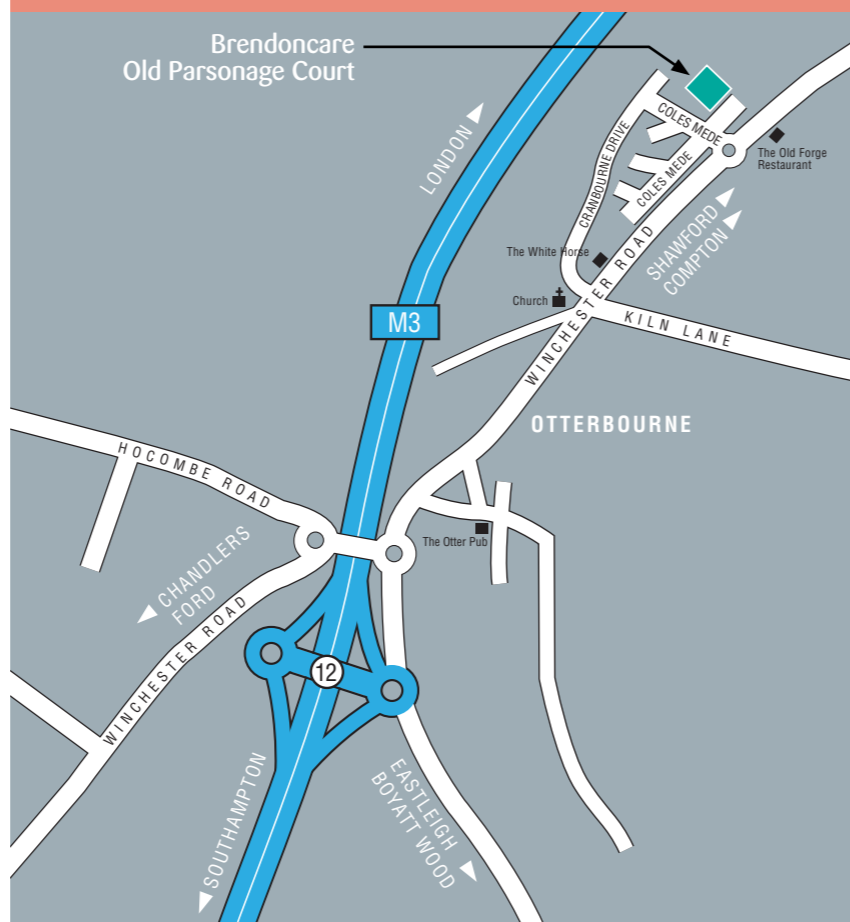 Brendoncare
Old Parsonage Court
LONDON
CRANBOURNE DRIVE
COLES MEDE
COLES MEDE
The Old Forge
Restaurant
SHAWFORD
COMPTON
The White Horse
Church
WINCHESTER ROAD
KILN LANE
M3
OTTERBOURNE
HOCOMBE ROAD
The Otter Pub
CHANDLERS
FORD
WINCHESTER ROAD
12
SOUTHAMPTON
EASTLEIGH
BOYATT WOOD